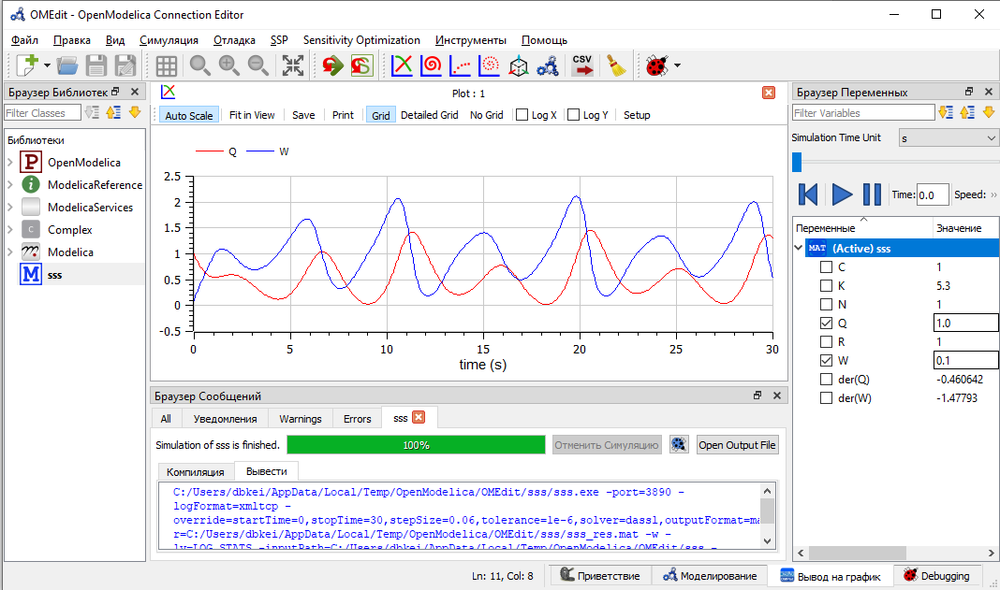 OMEdit - OpenModelica Connection Editor
Файл Правка Вид Симуляция Отладка SSP Sensitivity Optimization Инструменты Помощь
CSV
Браузер Библиотек
Filter Classes
Библиотеки
P OpenModelica
i ModelicaReference
ModelicaServices
C Complex
Modelica
M sss
Plot : 1
Auto Scale Fit in View Save Print Grid Detailed Grid No Grid Log X Log Y Setup
Q W
2.5
2
1.5
1
0.5
0
-0.5
0 5 10 15 20 25 30
time (s)
Браузер Сообщений
All Уведомления Warnings Errors sss
Simulation of sss is finished. 100% Отменить Симуляцию Open Output File
Компиляция Вывести
C:/Users/dbkei/AppData/Local/Temp/OpenModelica/OMEdit/sss/sss.exe -port=3890 -
logFormat=xmltcp -
override=startTime=0,stopTime=30,stepSize=0.06,tolerance=1e-6,solver=dassl,outputFormat=ma
r=C:/Users/dbkei/AppData/Local/Temp/OpenModelica/OMEdit/sss/sss_res.mat -w -
lv=LOG_STATS -inputPath=C:/Users/dbkei/AppData/Local/Temp/OpenModelica/OMEdit/sss -
Браузер Переменных
Filter Variables
Simulation Time Unit s
Time: 0.0 Speed: »
Переменные Значение
MAT (Active) sss
C 1
K 5.3
N 1
Q 1.0
R 1
W 0.1
der(Q) -0.460642
der(W) -1.47793
Ln: 11, Col: 8 Приветствие Моделирование Вывод на график Debugging